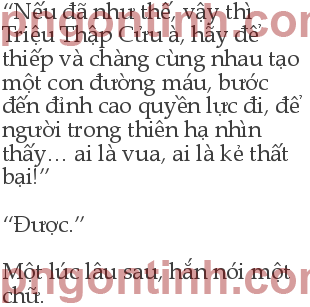 “Nếu đã như thế, vậy thì
Triệu Thập Cửu à, hãy để
thiếp và chàng cùng nhau tạo
một con đường máu, bước
đến đỉnh cao quyền lực đi, để
người trong thiên hạ nhìn
thấy… ai là vua, ai là kẻ thất
bại!”
“Được.”
Một lúc lâu sau, hắn nói một
chữ.
pngontinh.com
pngontinh.com
pngontinh.com